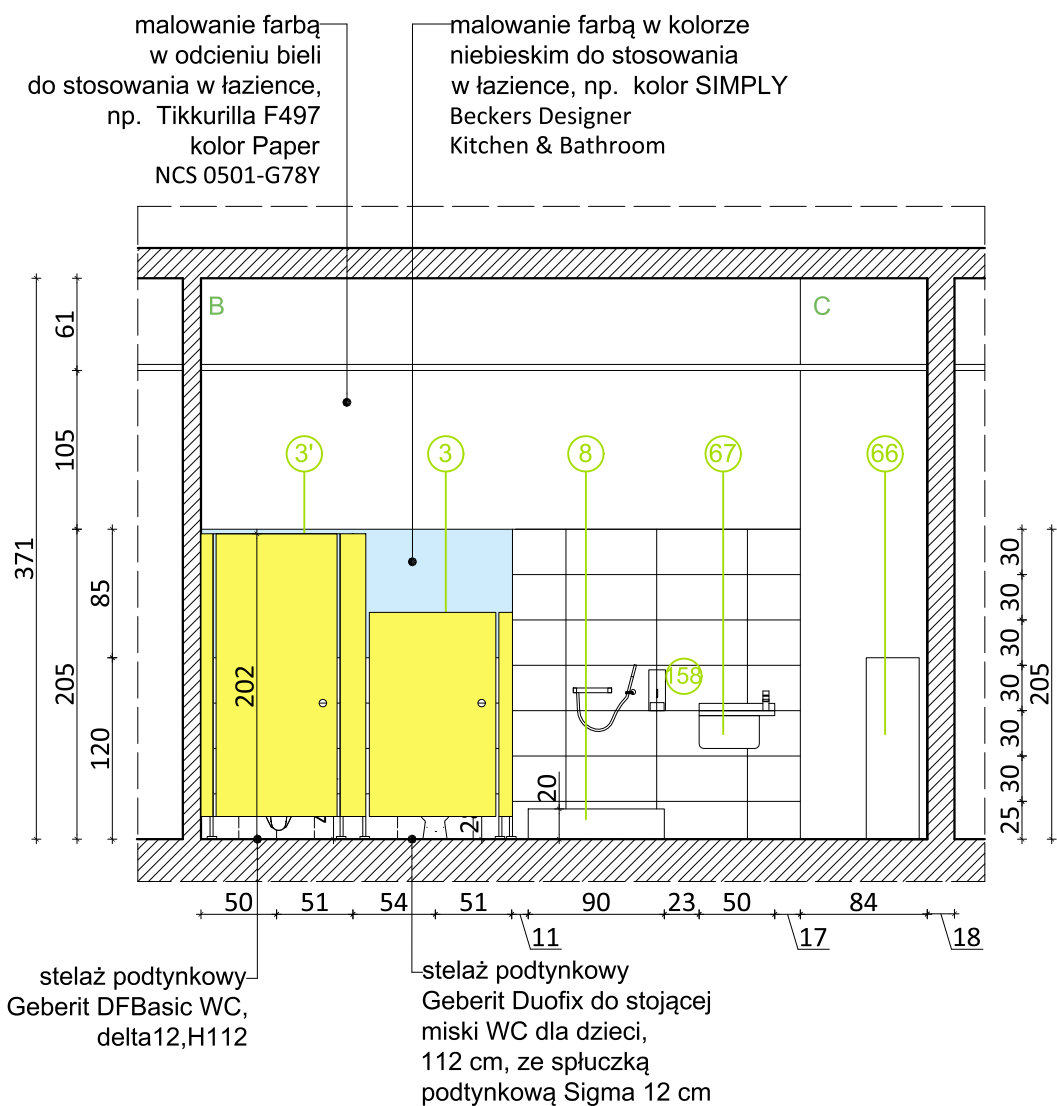 malowanie farbą
w odcieniu bieli
do stosowania w łazience,
np. Tikkurilla F497
kolor Paper
NCS 0501-G78Y
malowanie farbą w kolorze
niebieskim do stosowania
w łazience, np. kolor SIMPLY
Beckers Designer
Kitchen & Bathroom
B
C
61
105
371
205
85
120
3'
3
8
67
66
158
202
20
30
30
30
30
30
30
25
205
50
51
54
51
11
90
23
50
17
84
18
stelaż podtynkowy
Geberit DFBasic WC,
delta12,H112
stelaż podtynkowy
Geberit Duofix do stojącej
miski WC dla dzieci,
112 cm, ze spłuczką
podtynkową Sigma 12 cm